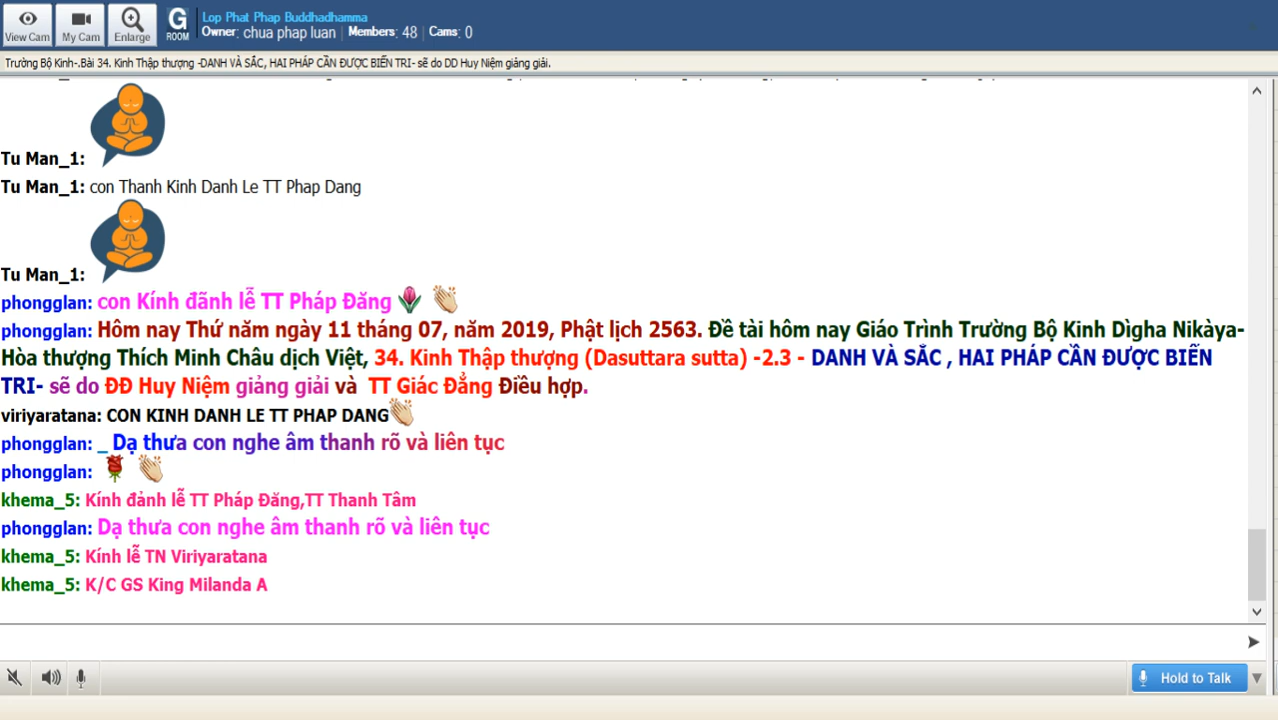 View Cam
My Cam
Enlarge
G
ROOM
Lop Phat Phap Buddhadhamma
Owner: chua phap luan | Members: 48 | Cams: 0
Trường Bộ Kinh-.Bài 34. Kinh Thập thượng -DANH VÀ SẮC, HAI PHÁP CẦN ĐƯỢC BIẾN TRI- sẽ do DD Huy Niệm giảng giải.
Tu Man_1:
Tu Man_1: con Thanh Kinh Danh Le TT Phap Dang
Tu Man_1:
phongglan: con Kính đãnh lễ TT Pháp Đăng
phongglan: Hôm nay Thứ năm ngày 11 tháng 07, năm 2019, Phật lịch 2563. Đề tài hôm nay Giáo Trình Trường Bộ Kinh Dìgha Nikàya-
Hòa thượng Thích Minh Châu dịch Việt, 34. Kinh Thập thượng (Dasuttara sutta) -2.3 - DANH VÀ SẮC , HAI PHÁP CẦN ĐƯỢC BIẾN
TRI- sẽ do ĐĐ Huy Niệm giảng giải và TT Giác Đẳng Điều hợp.
viriyaratana: CON KINH DANH LE TT PHAP DANG
phongglan: _ Dạ thưa con nghe âm thanh rõ và liên tục
phongglan:
khema_5: Kính đảnh lễ TT Pháp Đăng,TT Thanh Tâm
phongglan: Dạ thưa con nghe âm thanh rõ và liên tục
khema_5: Kính lễ TN Viriyaratana
khema_5: K/C GS King Milanda A
Hold to Talk